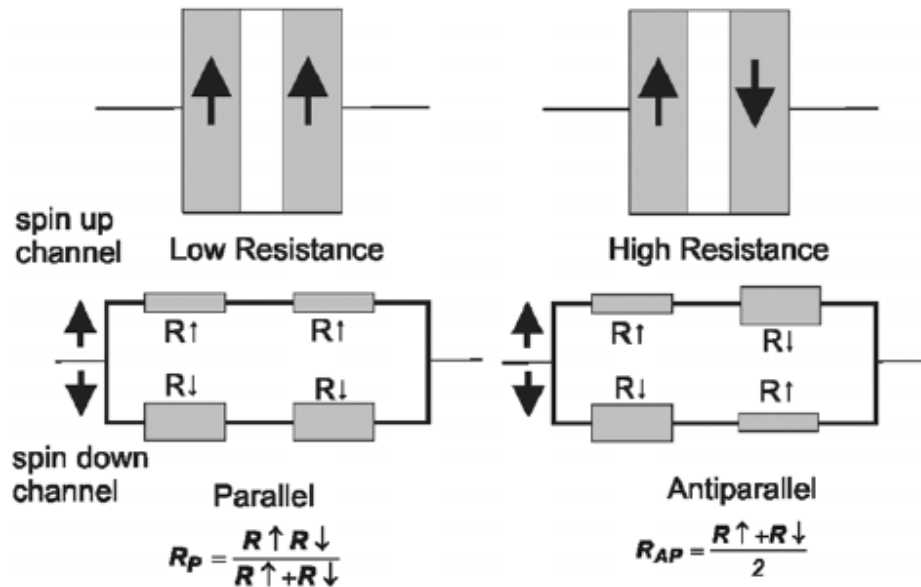 spin up
channel
Low Resistance
High Resistance
R↑ R↑
R↓ R↓
R↑ R↓
R↓ R↑
spin down
channel
Parallel
Antiparallel
R_P = R↑R↓ / R↑+R↓
R_AP = R↑+R↓ / 2